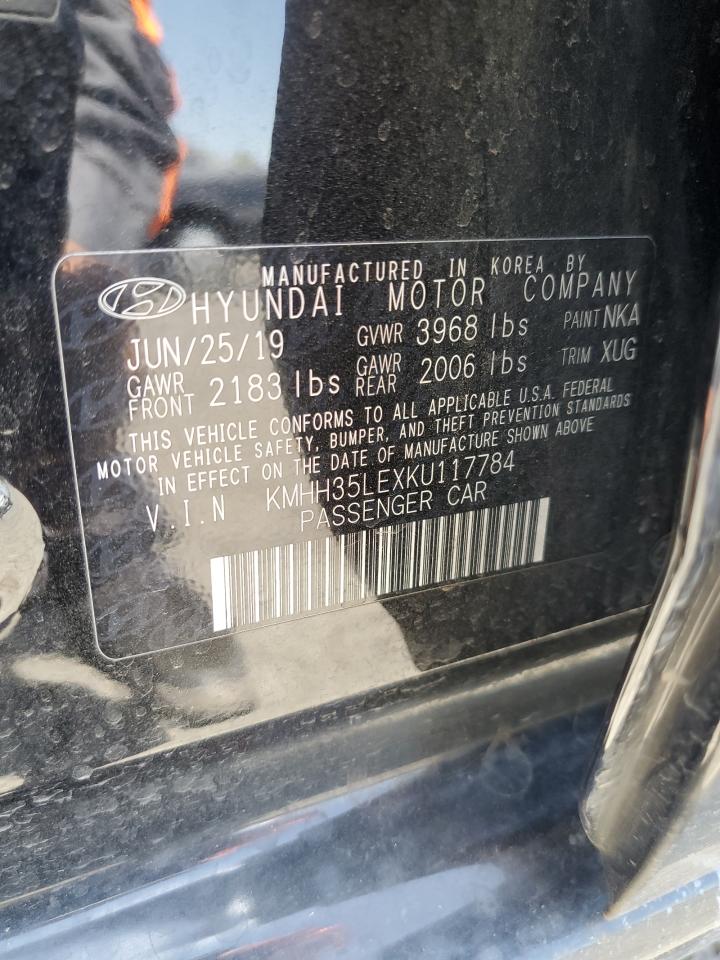 MANUFACTURED IN KOREA BY
HYUNDAI MOTOR COMPANY
JUN/25/19 GVWR 3968 lbs PAINT NKA
GAWR FRONT 2183 lbs GAWR REAR 2006 lbs TRIM XUG
THIS VEHICLE CONFORMS TO ALL APPLICABLE U.S.A. FEDERAL
MOTOR VEHICLE SAFETY, BUMPER, AND THEFT PREVENTION STANDARDS
IN EFFECT ON THE DATE OF MANUFACTURE SHOWN ABOVE
V.I.N KMHH35LEXKU117784
PASSENGER CAR